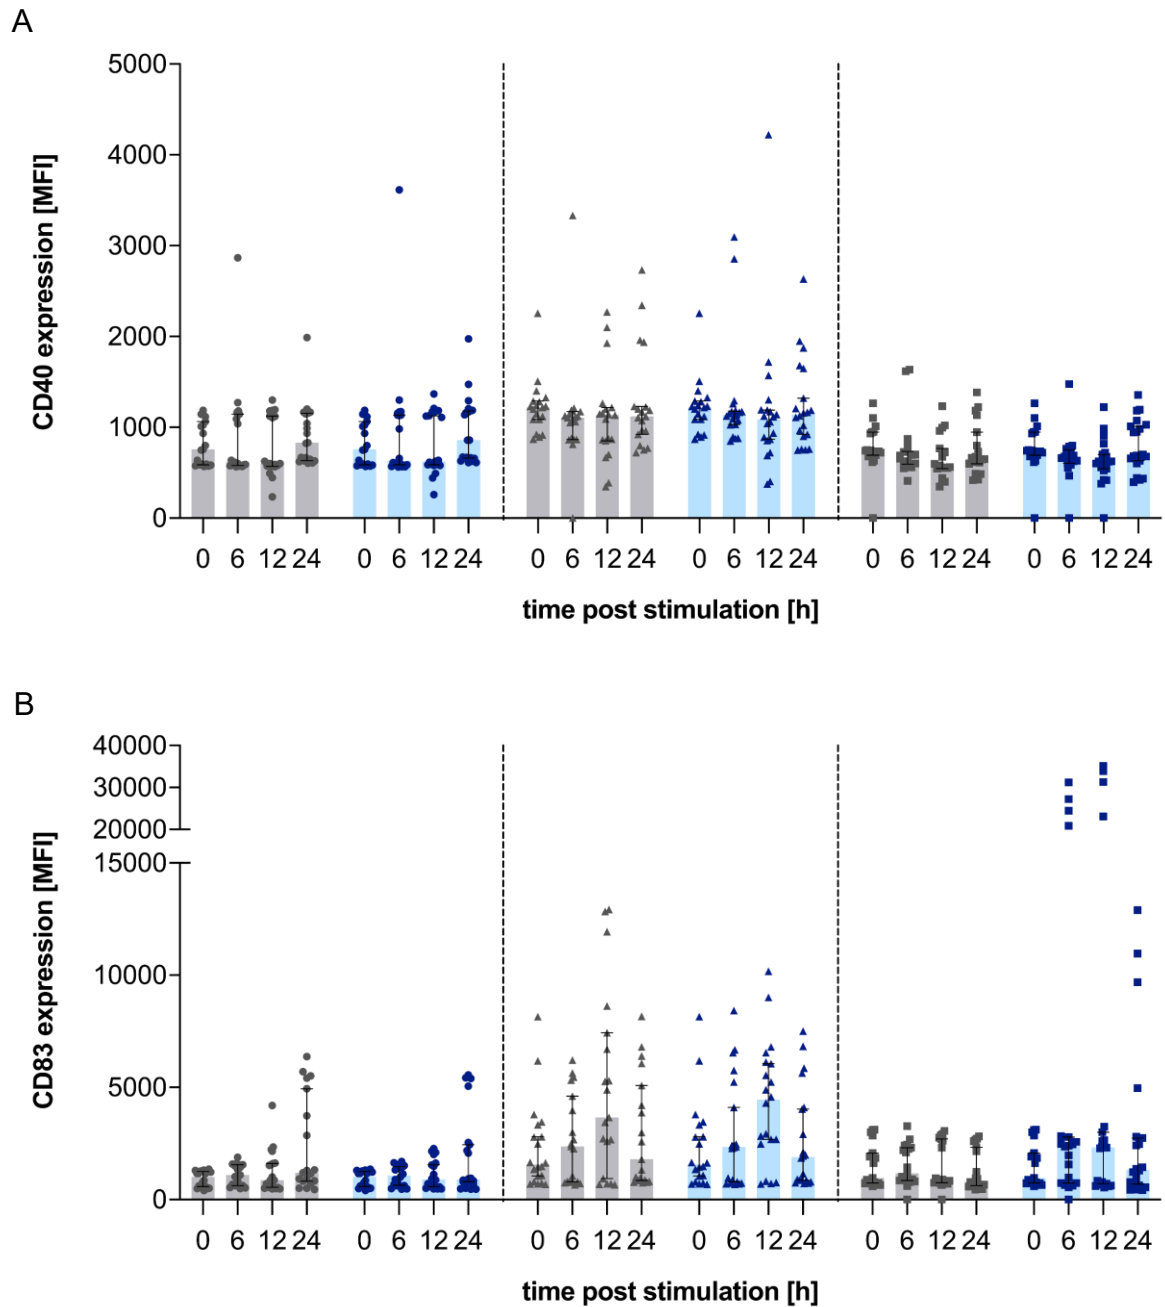 A
5000
4000
3000
2000
1000
0
CD40 expression [MFI]
0 6 12 24 0 6 12 24 0 6 12 24 0 6 12 24 0 6 12 24 0 6 12 24
time post stimulation [h]
B
40000
30000
20000
15000
10000
5000
0
CD83 expression [MFI]
0 6 12 24 0 6 12 24 0 6 12 24 0 6 12 24 0 6 12 24 0 6 12 24
time post stimulation [h]